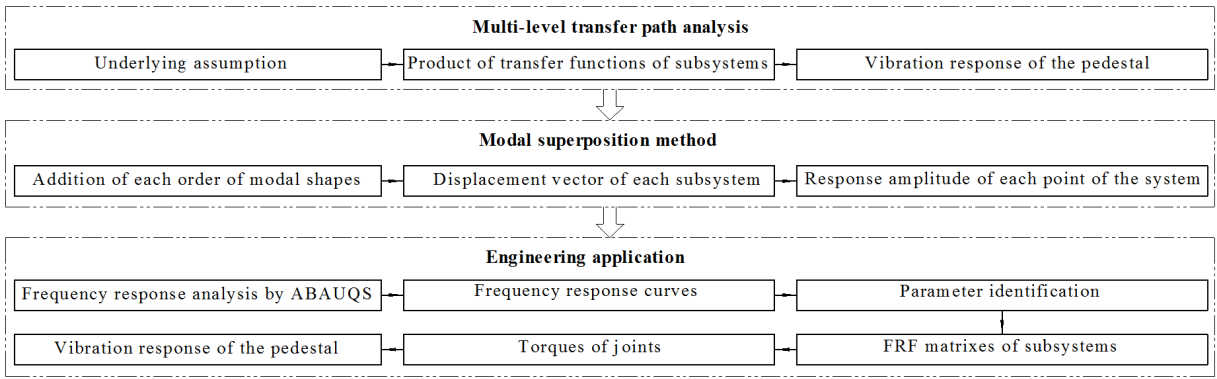 Multi-level transfer path analysis
Underlying assumption
Product of transfer functions of subsystems
Vibration response of the pedestal
Modal superposition method
Addition of each order of modal shapes
Displacement vector of each subsystem
Response amplitude of each point of the system
Engineering application
Frequency response analysis by ABAUQS
Frequency response curves
Parameter identification
FRF matrixes of subsystems
Torques of joints
Vibration response of the pedestal